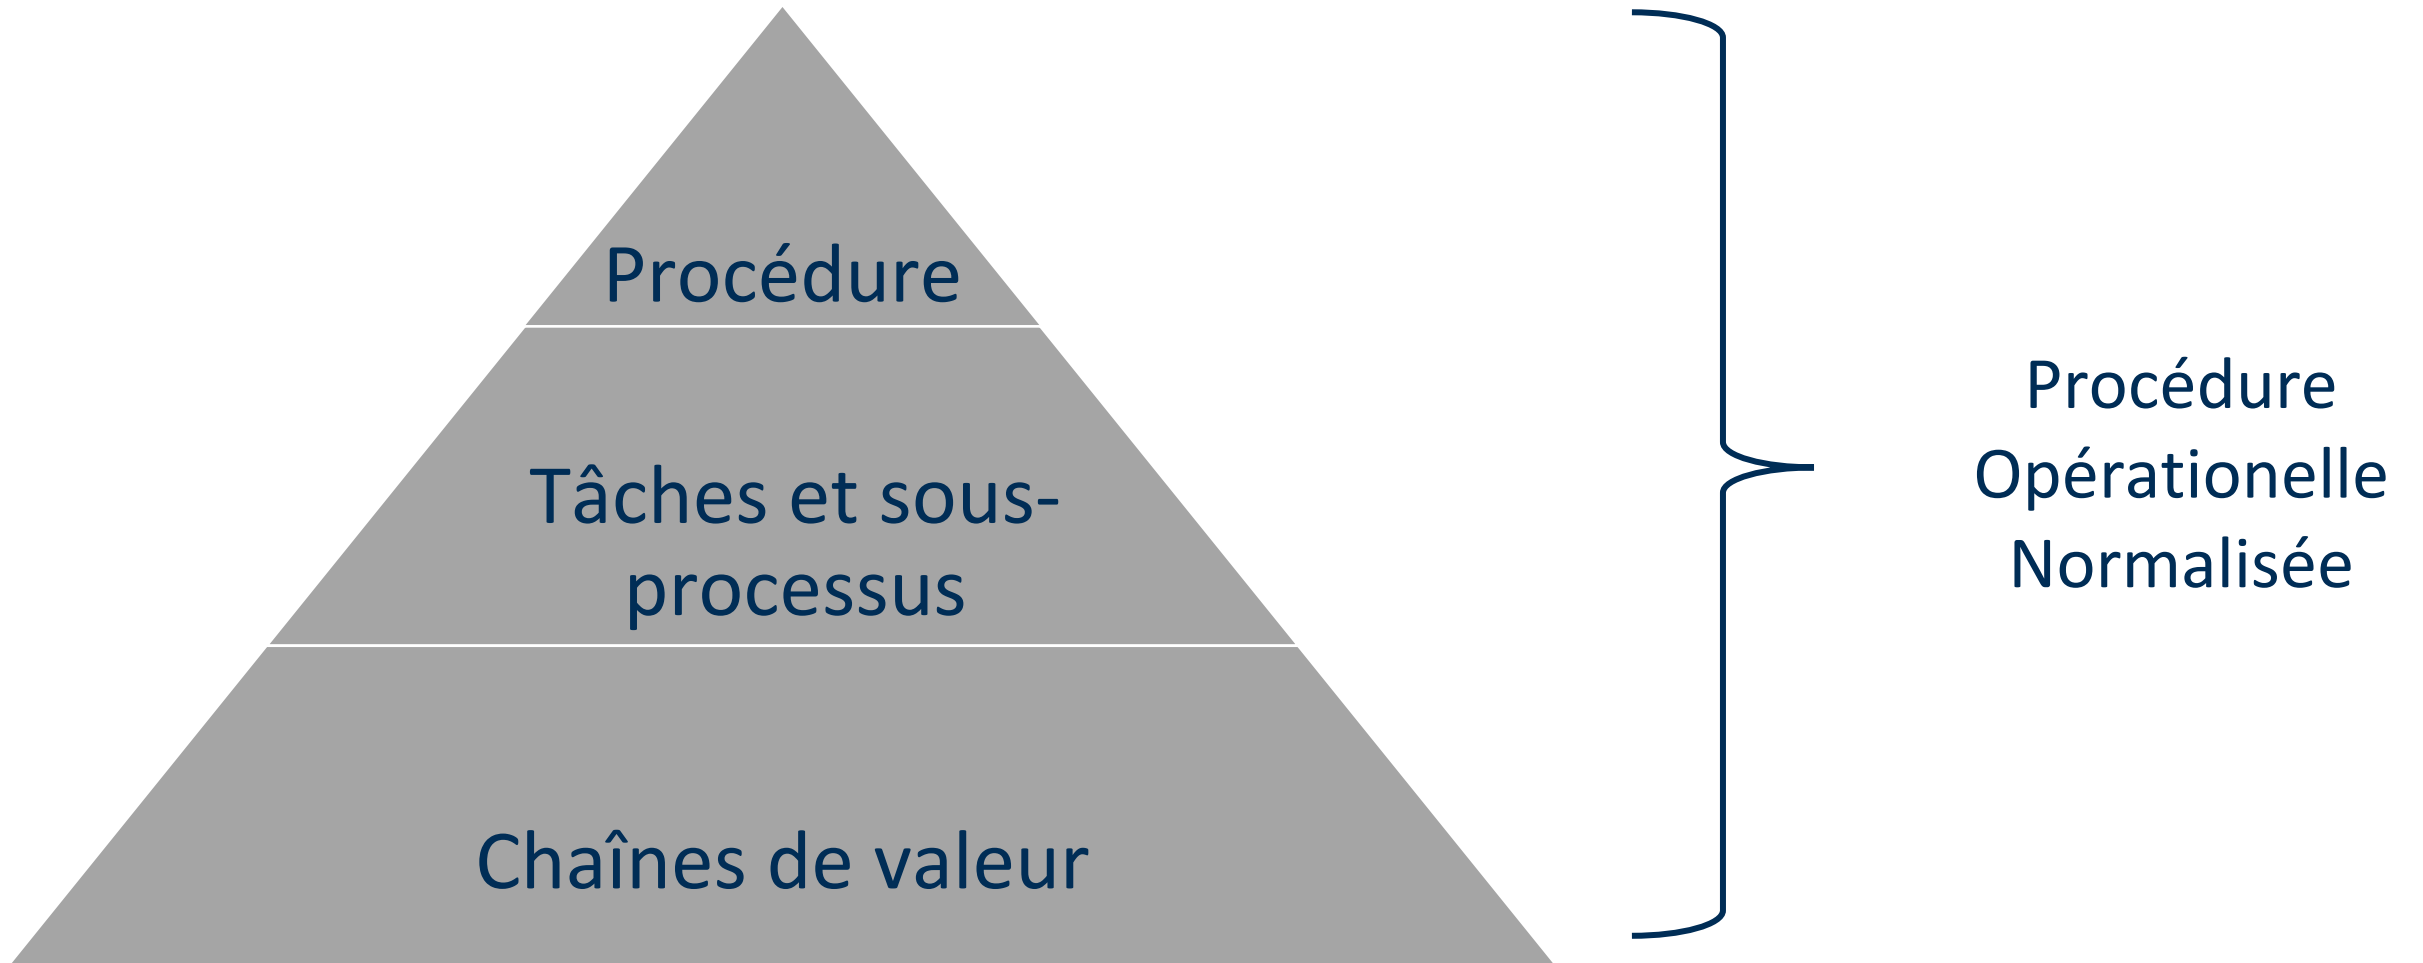 Procédure
Tâches et sous-
processus
Chaînes de valeur
Procédure
Opérationelle
Normalisée